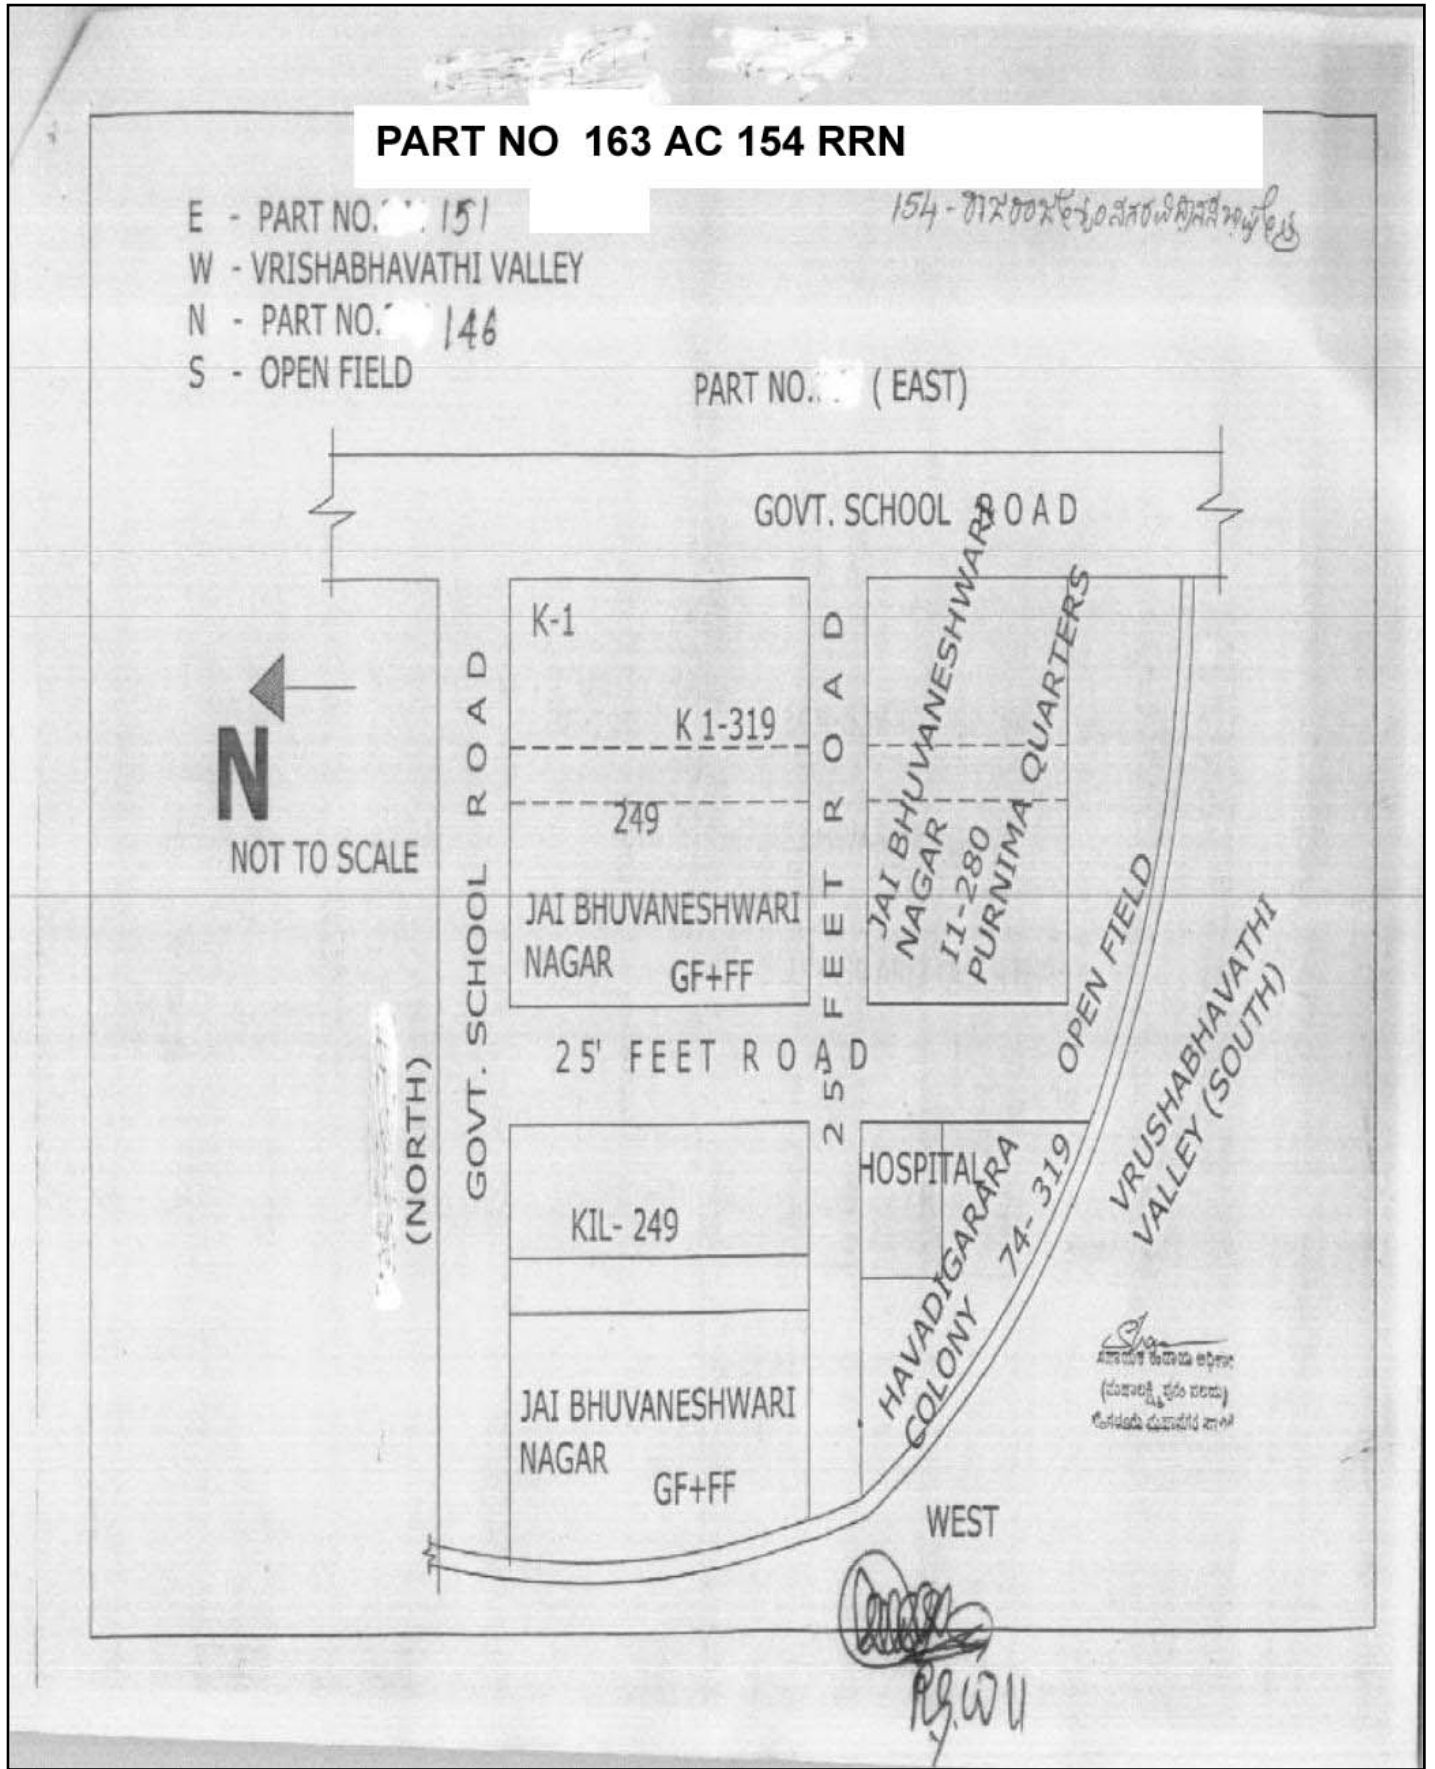 PART NO 163 AC 154 RRN
E - PART NO. 151
W - VRISHABHAVATHI VALLEY
N - PART NO. 146
S - OPEN FIELD
154-
PART NO. ( EAST)
GOVT. SCHOOL ROAD
K-1
K 1-319
249
JAI BHUVANESHWARI
NAGAR GF+FF
25 FEET ROAD
JAI BHUVANESHWARI
NAGAR
I1-280
PURNIMA QUARTERS
N
NOT TO SCALE
GOVT. SCHOOL ROAD
(NORTH)
25' FEET ROAD
OPEN FIELD
VRUSHABHAVATHI
VALLEY (SOUTH)
KIL- 249
HOSPITAL
HAVADIGARARA
COLONY
74- 319
JAI BHUVANESHWARI
NAGAR
GF+FF
WEST